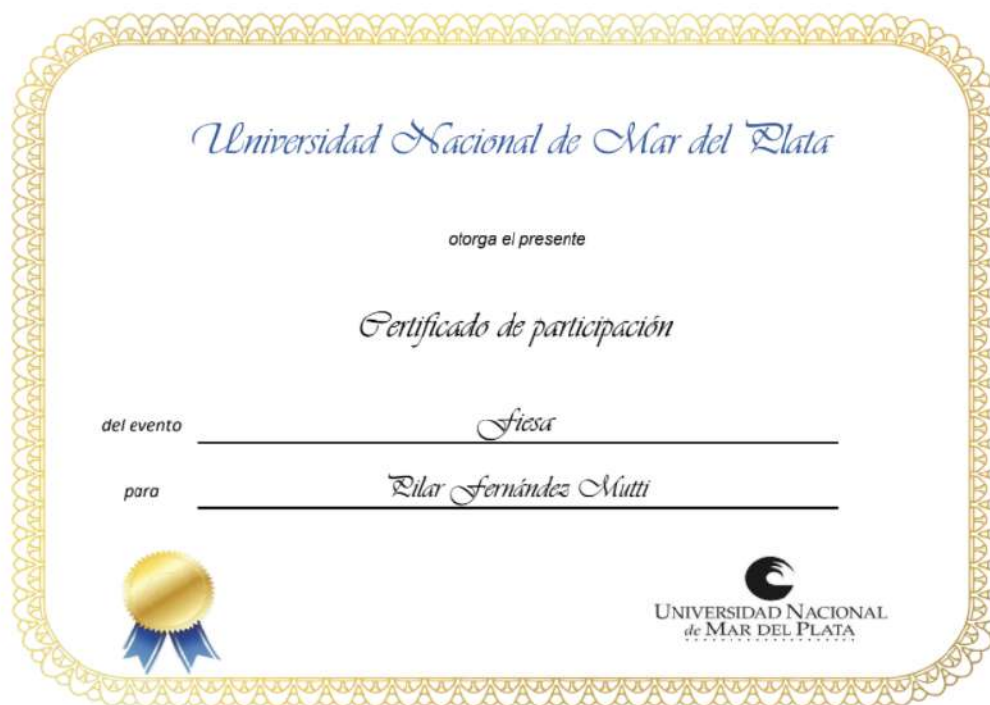 Universidad Nacional de Mar del Plata
otorga el presente
Certificado de participación
del evento Fiesa
para Pilar Fernández Mutti
UNIVERSIDAD NACIONAL
de MAR DEL PLATA